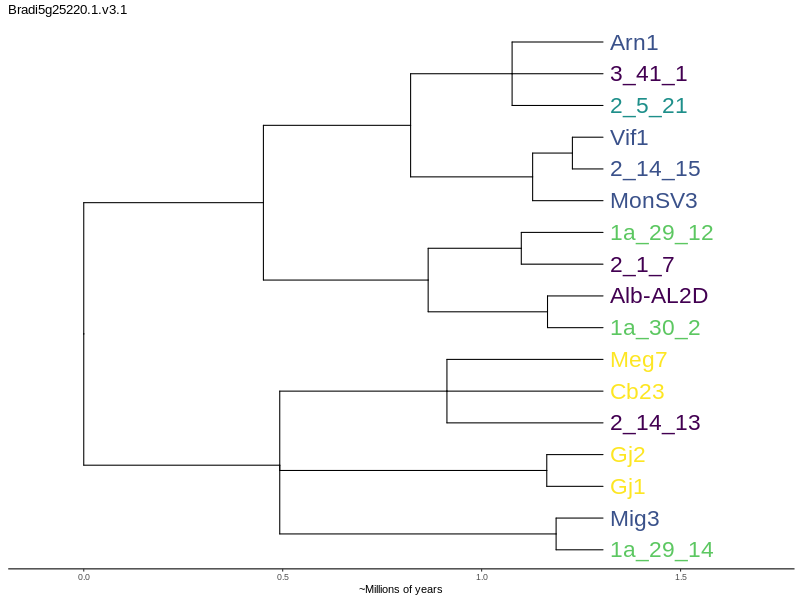 Bradi5g25220.1.v3.1
Arn1
3_41_1
2_5_21
Vif1
2_14_15
MonSV3
1a_29_12
2_1_7
Alb-AL2D
1a_30_2
Meg7
Cb23
2_14_13
Gj2
Gj1
Mig3
1a_29_14
0.0 0.5 1.0 1.5
~Millions of years